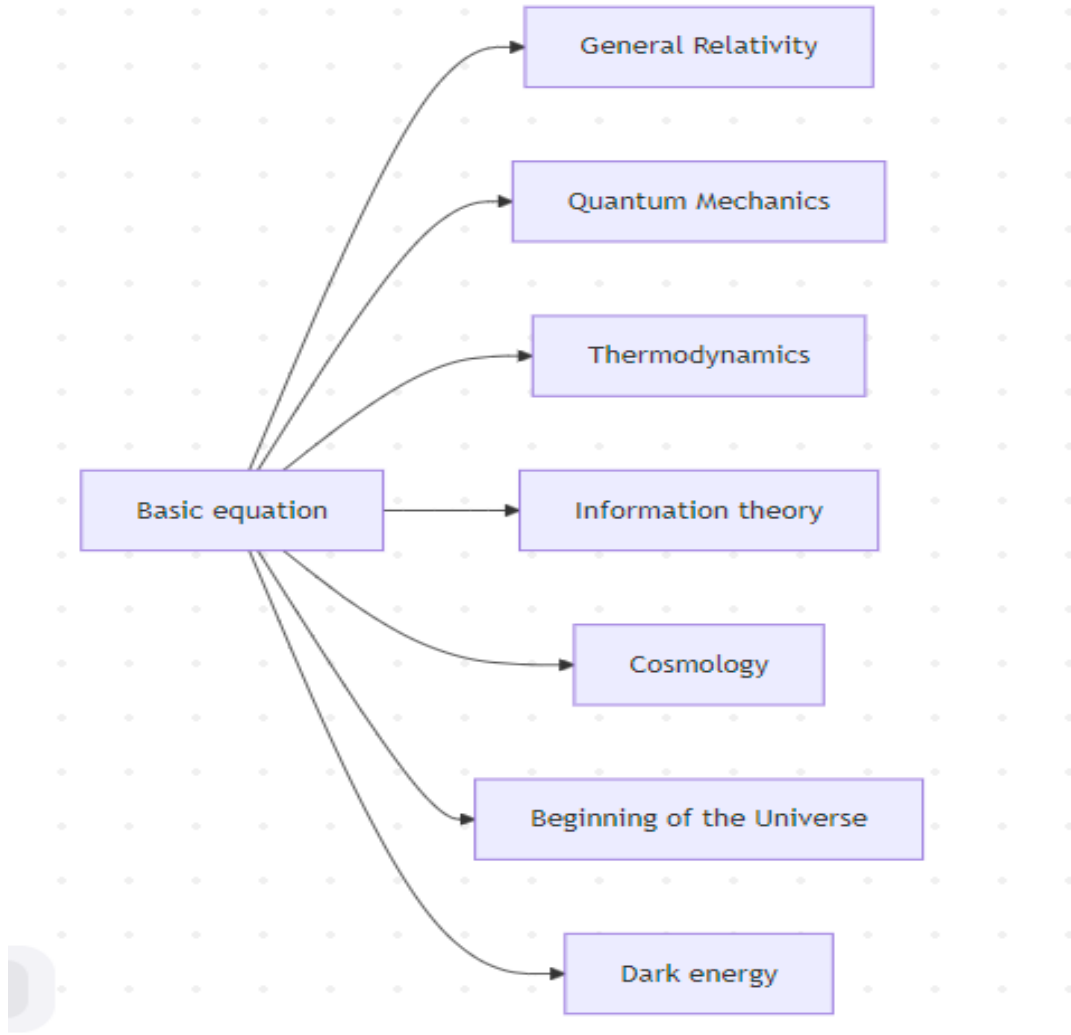 General Relativity
Quantum Mechanics
Thermodynamics
Basic equation
Information theory
Cosmology
Beginning of the Universe
Dark energy